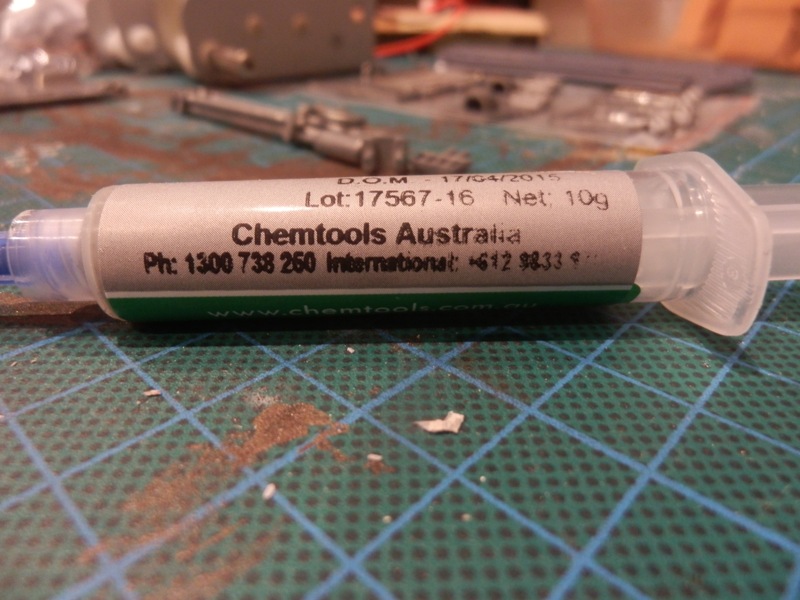 D.O.M - 17/04/2015
Lot:17567-16 Net: 10g
Chemtools Australia
Ph: 1300 738 260 International: +612 9833
www.chemtools.com.au